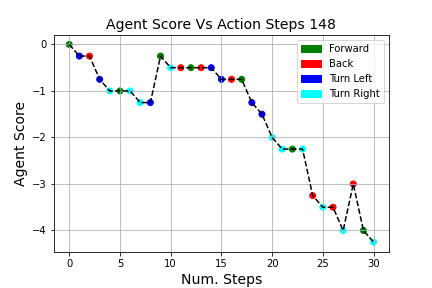 Agent Score Vs Action Steps 148
Forward
Back
Turn Left
Turn Right
Agent Score
0
−1
−2
−3
−4
0 5 10 15 20 25 30
Num. Steps